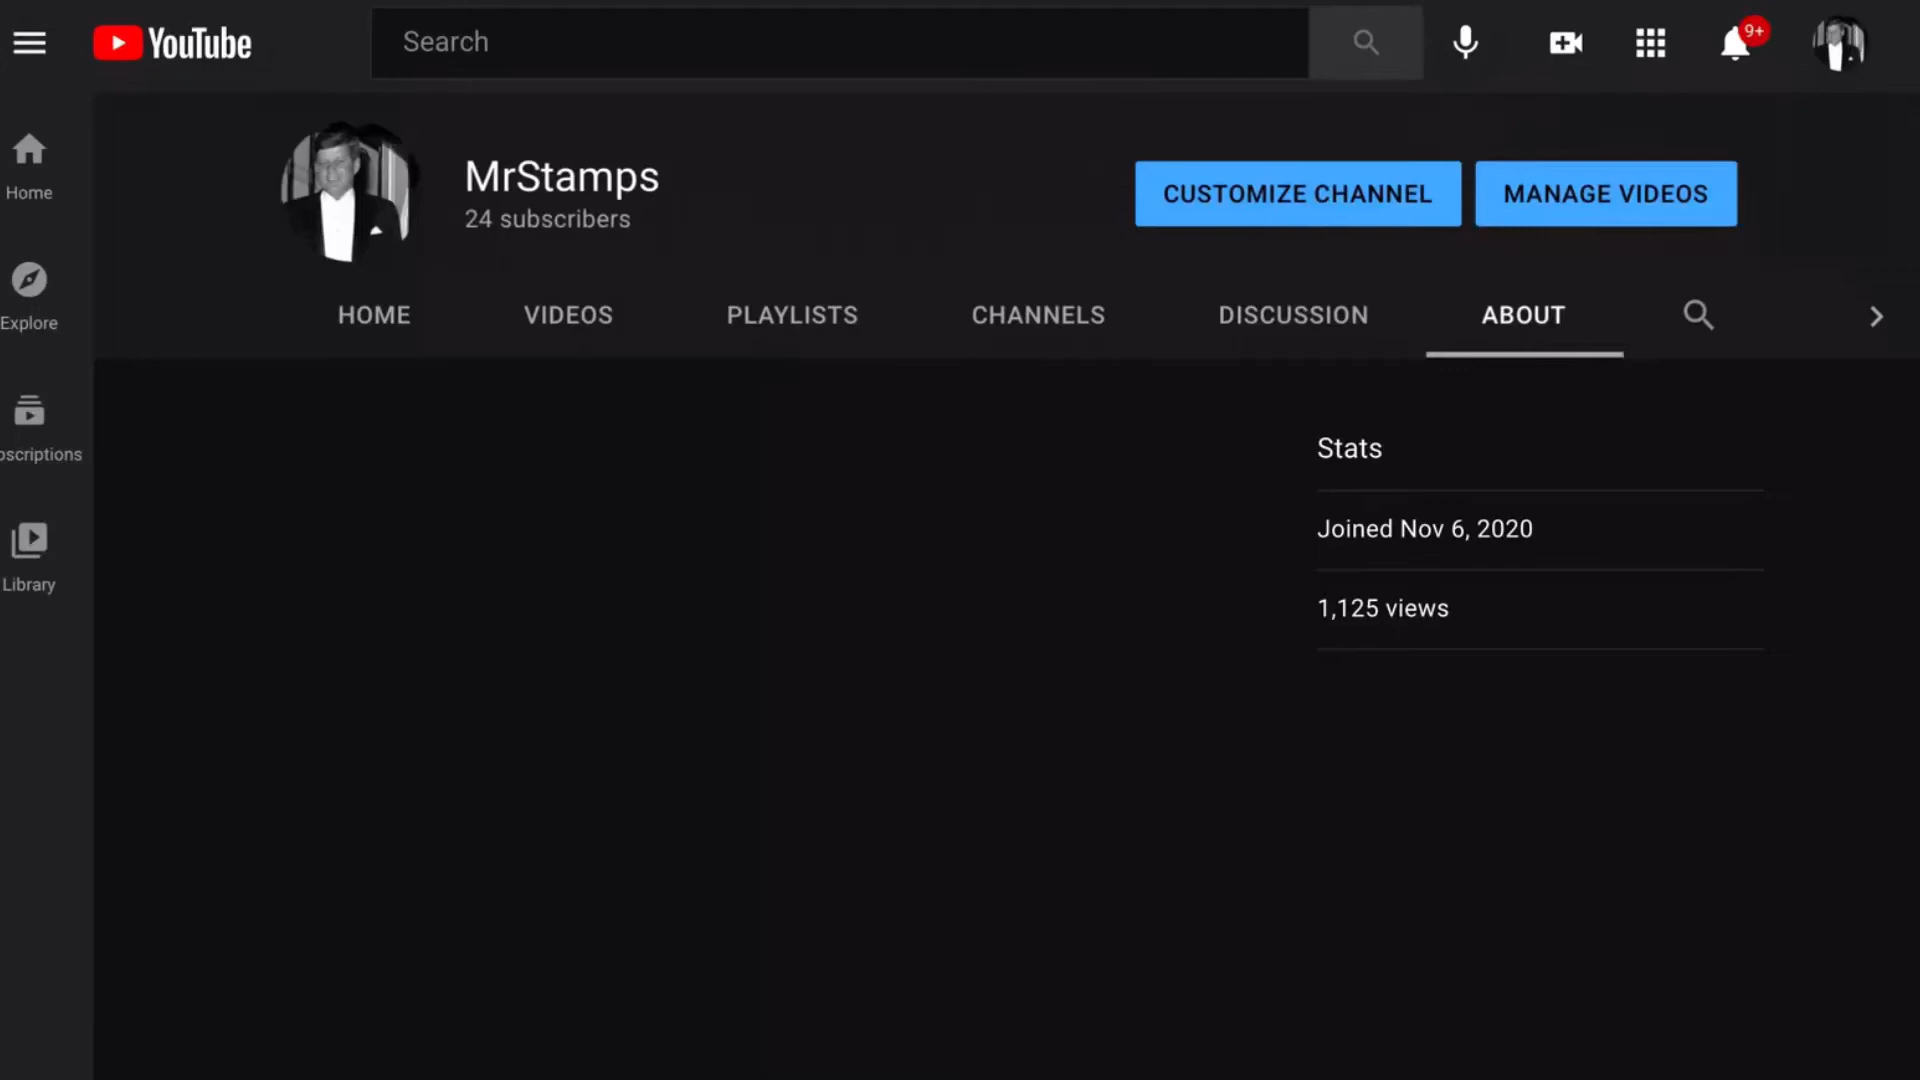 YouTube
Search
9+
Home
Explore
bscriptions
Library
MrStamps
24 subscribers
CUSTOMIZE CHANNEL
MANAGE VIDEOS
HOME
VIDEOS
PLAYLISTS
CHANNELS
DISCUSSION
ABOUT
Stats
Joined Nov 6, 2020
1,125 views